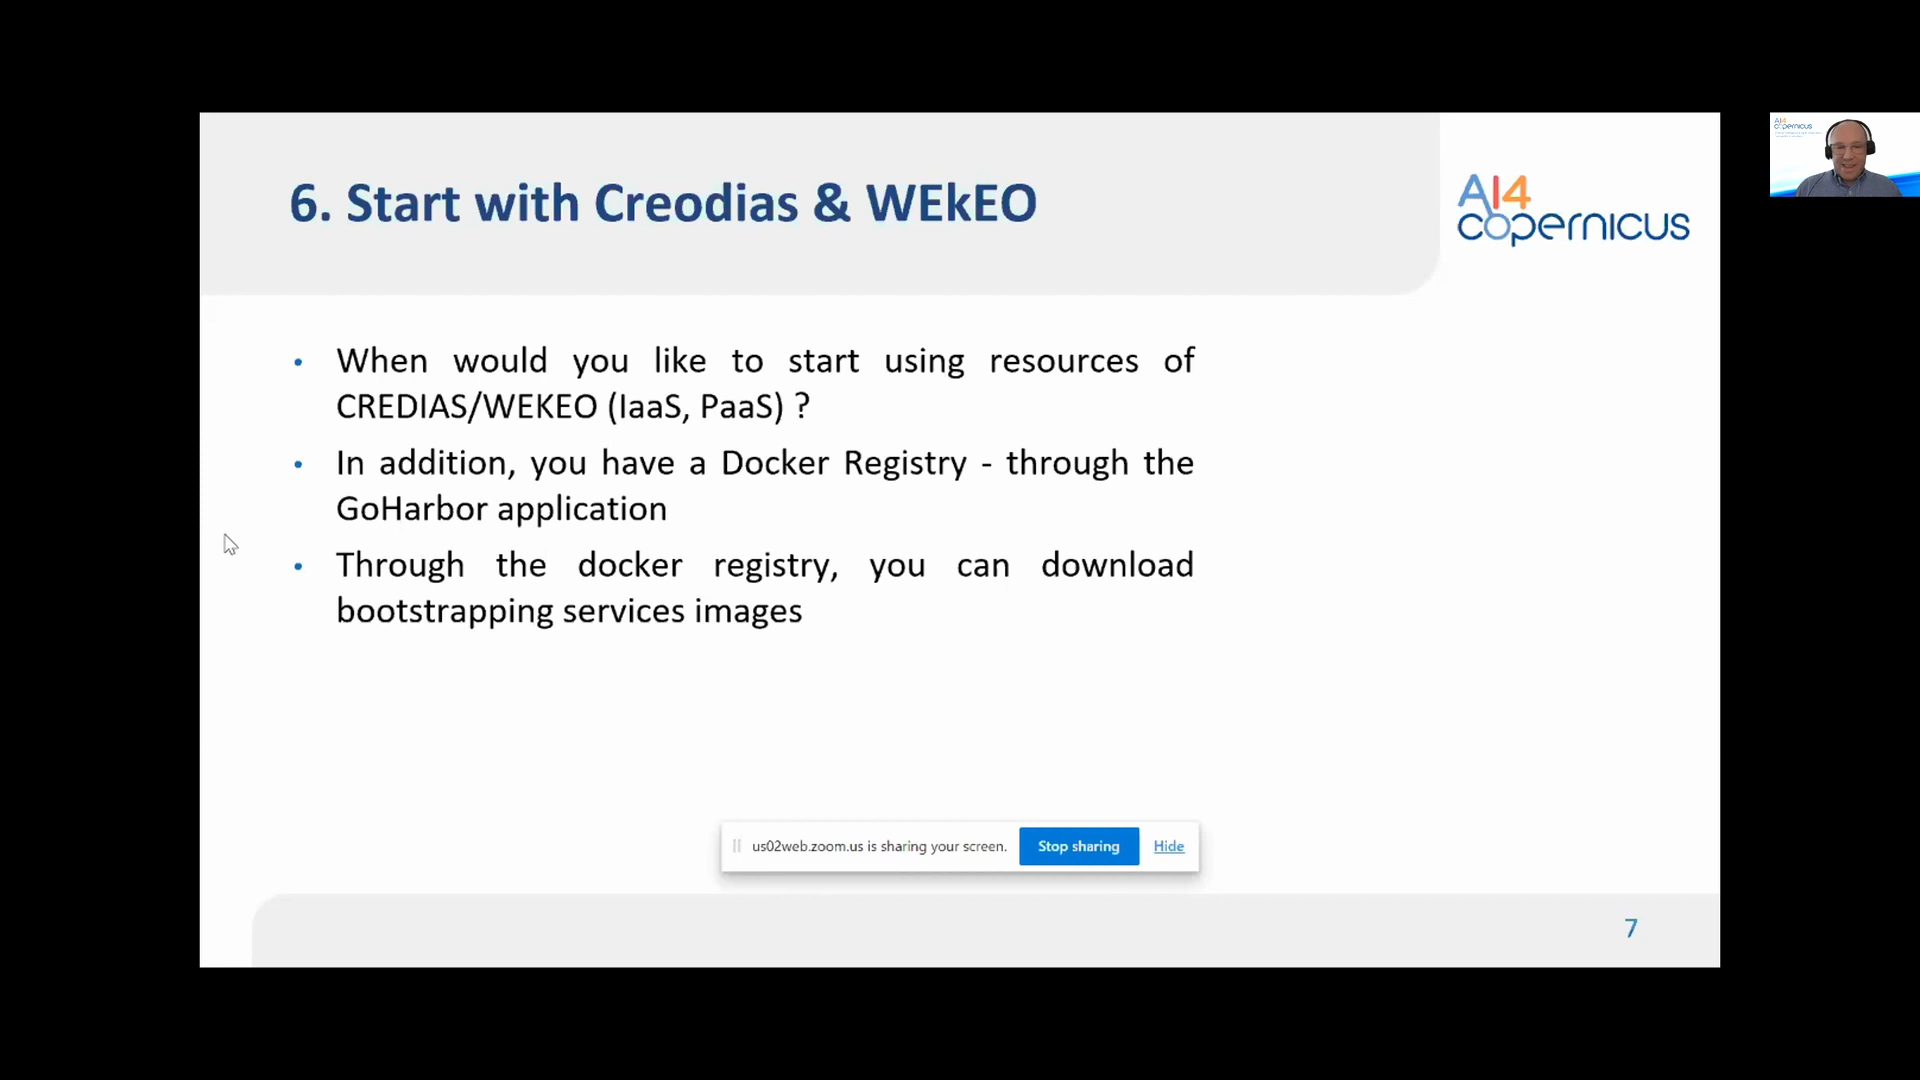 6. Start with Creodias & WEkEO
AI4
copernicus
AI4
copernicus
• When would you like to start using resources of
CREDIAS/WEKEO (IaaS, PaaS) ?
• In addition, you have a Docker Registry - through the
GoHarbor application
• Through the docker registry, you can download
bootstrapping services images
us02web.zoom.us is sharing your screen. Stop sharing Hide
7